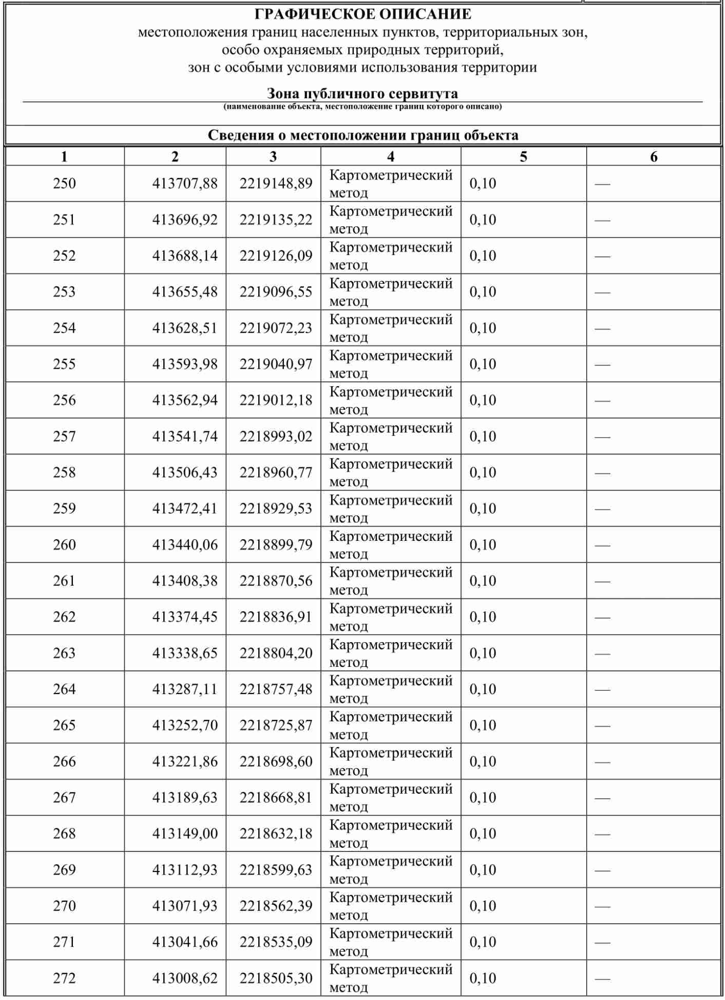 ГРАФИЧЕСКОЕ ОПИСАНИЕ
местоположения границ населенных пунктов, территориальных зон,
особо охраняемых природных территорий,
зон с особыми условиями использования территории
Зона публичного сервитута
(наименование объекта, местоположение границ которого описано)
Сведения о местоположении границ объекта
1 2 3 4 5 6
250 413707,88 2219148,89 Картометрический метод 0,10 —
251 413696,92 2219135,22 Картометрический метод 0,10 —
252 413688,14 2219126,09 Картометрический метод 0,10 —
253 413655,48 2219096,55 Картометрический метод 0,10 —
254 413628,51 2219072,23 Картометрический метод 0,10 —
255 413593,98 2219040,97 Картометрический метод 0,10 —
256 413562,94 2219012,18 Картометрический метод 0,10 —
257 413541,74 2218993,02 Картометрический метод 0,10 —
258 413506,43 2218960,77 Картометрический метод 0,10 —
259 413472,41 2218929,53 Картометрический метод 0,10 —
260 413440,06 2218899,79 Картометрический метод 0,10 —
261 413408,38 2218870,56 Картометрический метод 0,10 —
262 413374,45 2218836,91 Картометрический метод 0,10 —
263 413338,65 2218804,20 Картометрический метод 0,10 —
264 413287,11 2218757,48 Картометрический метод 0,10 —
265 413252,70 2218725,87 Картометрический метод 0,10 —
266 413221,86 2218698,60 Картометрический метод 0,10 —
267 413189,63 2218668,81 Картометрический метод 0,10 —
268 413149,00 2218632,18 Картометрический метод 0,10 —
269 413112,93 2218599,63 Картометрический метод 0,10 —
270 413071,93 2218562,39 Картометрический метод 0,10 —
271 413041,66 2218535,09 Картометрический метод 0,10 —
272 413008,62 2218505,30 Картометрический метод 0,10 —